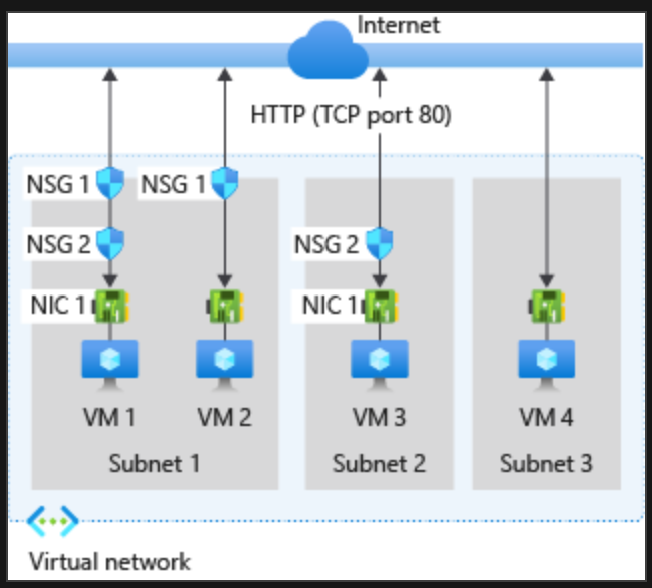 Internet
HTTP (TCP port 80)
NSG 1
NSG 1
NSG 2
NSG 2
NIC 1
NIC 1
VM 1
VM 2
VM 3
VM 4
Subnet 1
Subnet 2
Subnet 3
Virtual network